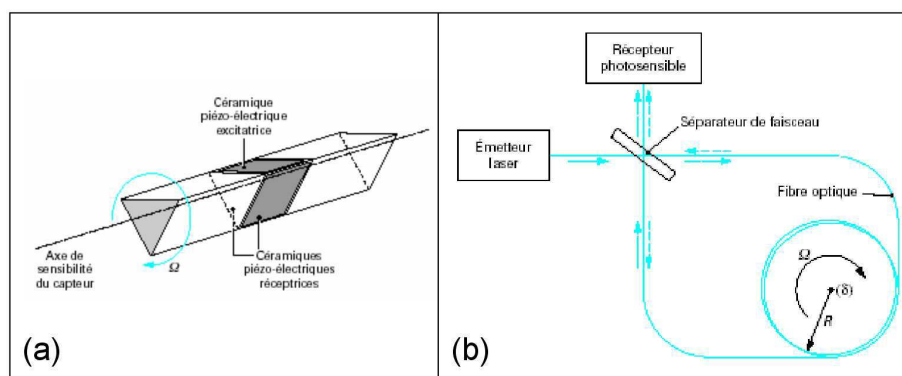 Céramique
piézo-électrique
excitatrice
Axe de
sensibilité
du capteur
Ω
Céramiques
piézo-électriques
réceptrices
(a)
Récepteur
photosensible
Séparateur de faisceau
Émetteur
laser
Fibre optique
Ω
(δ)
R
(b)